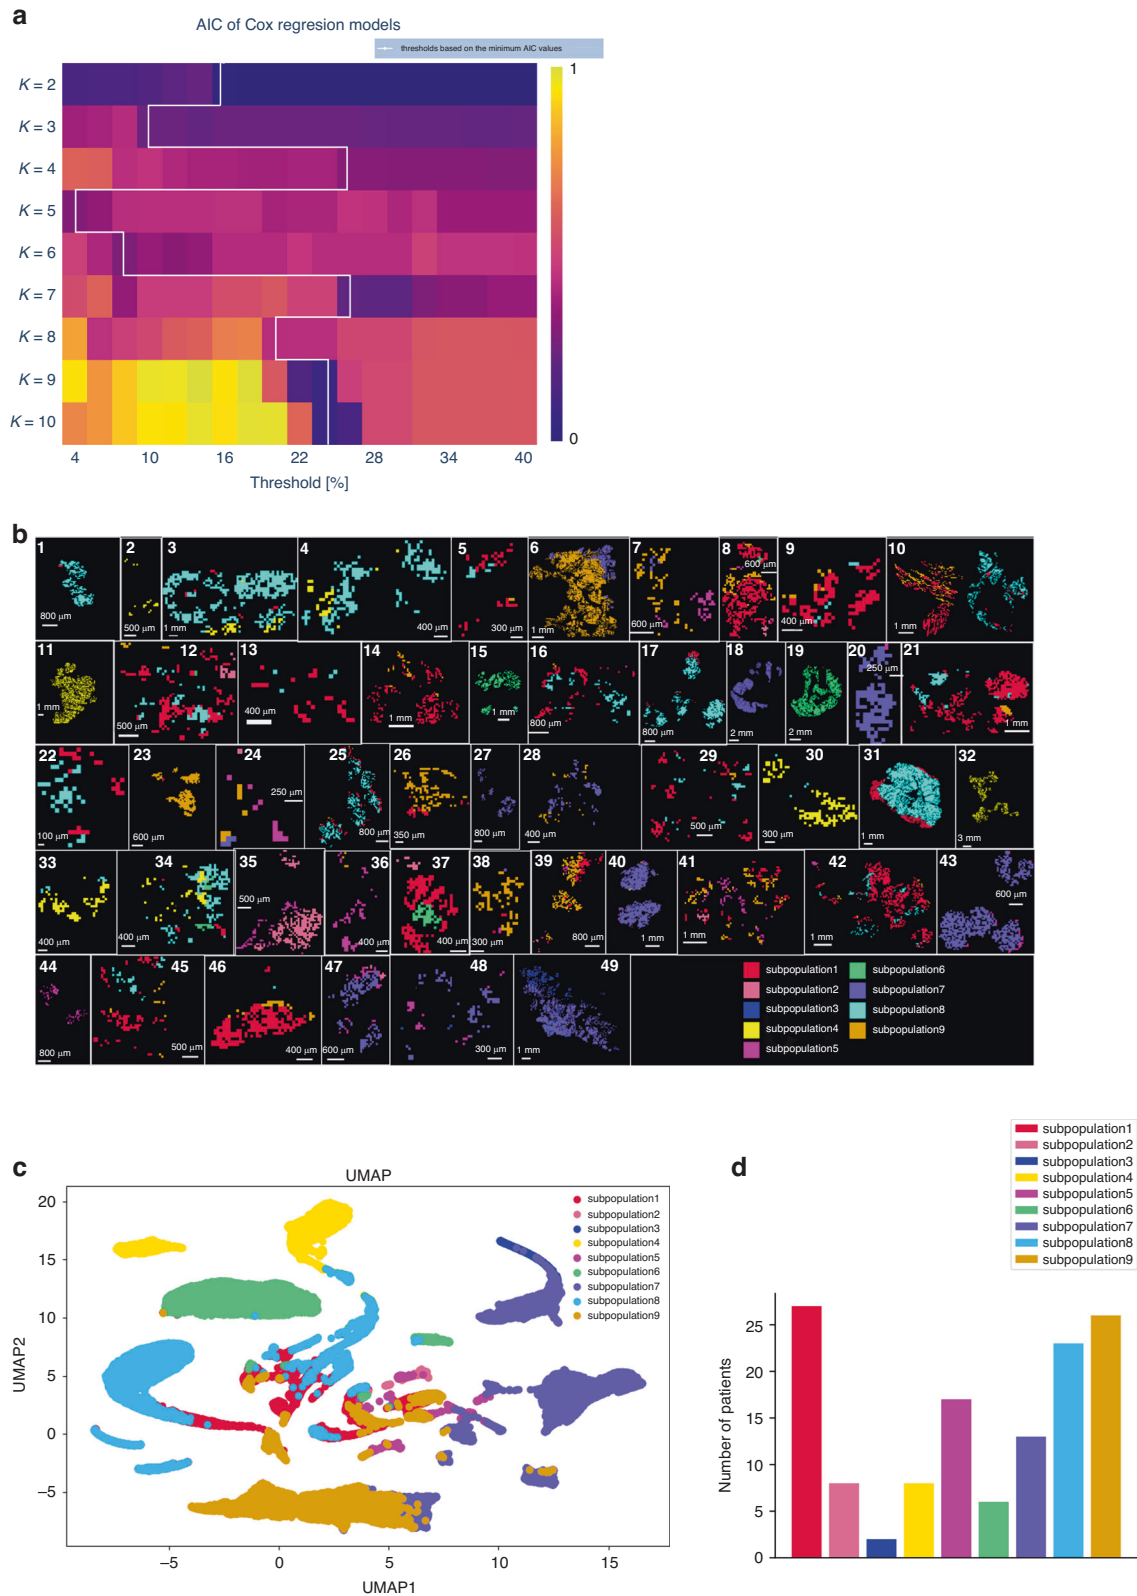 a
AIC of Cox regresion models
thresholds based on the minimum AIC values
K = 2
K = 3
K = 4
K = 5
K = 6
K = 7
K = 8
K = 9
K = 10
1
0
4 10 16 22 28 34 40
Threshold [%]
b
1 2 3 4 5 6 7 8 9 10
800 µm 500 µm 1 mm 400 µm 300 µm 1 mm 600 µm 600 µm 400 µm 1 mm
11 12 13 14 15 16 17 18 19 20 21
1 mm 500 µm 400 µm 1 mm 1 mm 800 µm 800 µm 2 mm 2 mm 250 µm 1 mm
22 23 24 25 26 27 28 29 30 31 32
100 µm 600 µm 250 µm 800 µm 350 µm 800 µm 400 µm 500 µm 300 µm 1 mm 3 mm
33 34 35 36 37 38 39 40 41 42 43
400 µm 400 µm 500 µm 400 µm 400 µm 300 µm 800 µm 1 mm 1 mm 1 mm 600 µm
44 45 46 47 48 49
800 µm 500 µm 400 µm 600 µm 300 µm 1 mm
subpopulation1
subpopulation2
subpopulation3
subpopulation4
subpopulation5
subpopulation6
subpopulation7
subpopulation8
subpopulation9
c
UMAP
20
15
10
5
0
−5
UMAP2
−5 0 5 10 15
UMAP1
subpopulation1
subpopulation2
subpopulation3
subpopulation4
subpopulation5
subpopulation6
subpopulation7
subpopulation8
subpopulation9
d
subpopulation1
subpopulation2
subpopulation3
subpopulation4
subpopulation5
subpopulation6
subpopulation7
subpopulation8
subpopulation9
25
20
15
10
5
0
Number of patients